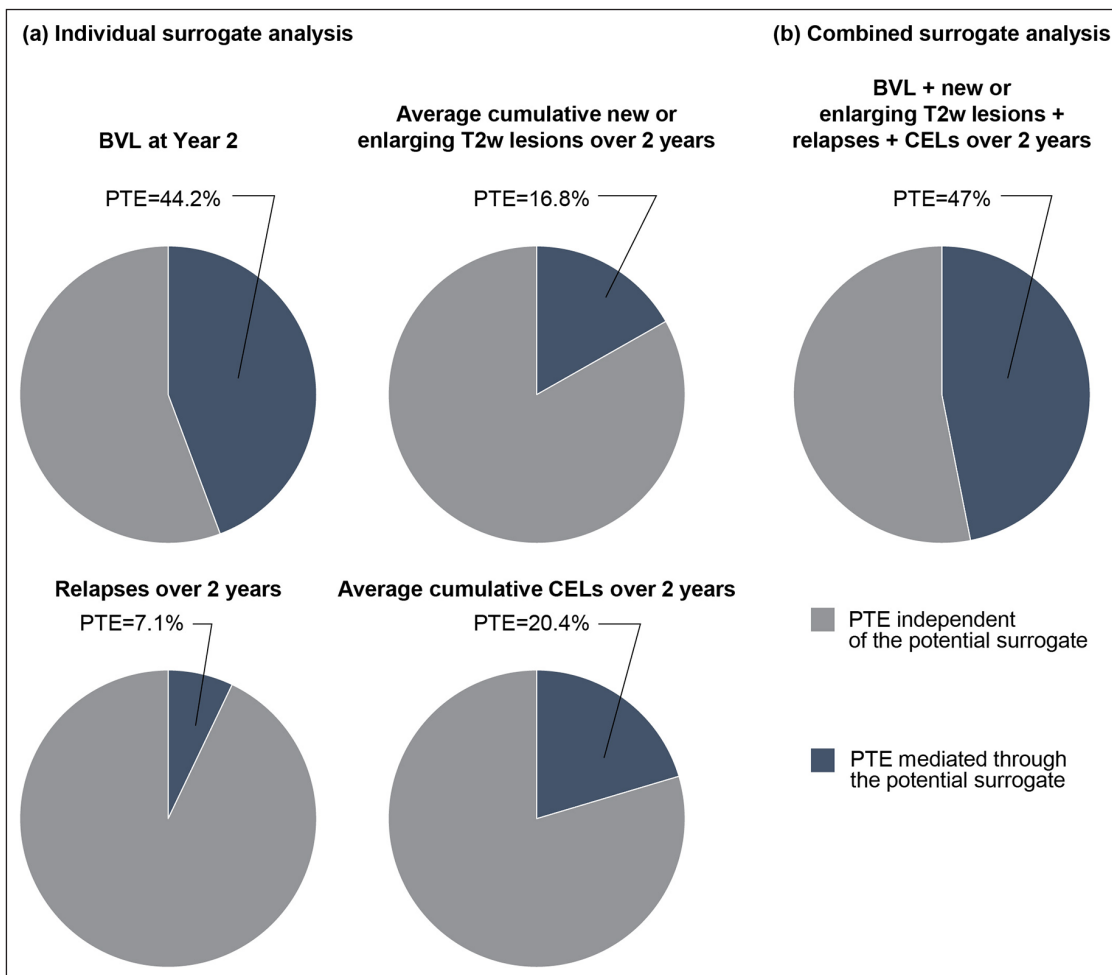 (a) Individual surrogate analysis
BVL at Year 2
PTE=44.2%
Average cumulative new or
enlarging T2w lesions over 2 years
PTE=16.8%
Relapses over 2 years
PTE=7.1%
Average cumulative CELs over 2 years
PTE=20.4%
(b) Combined surrogate analysis
BVL + new or
enlarging T2w lesions +
relapses + CELs over 2 years
PTE=47%
PTE independent
of the potential surrogate
PTE mediated through
the potential surrogate